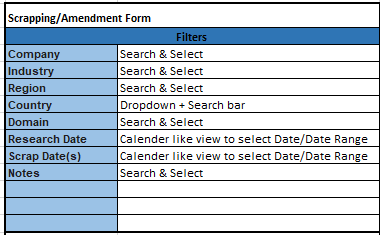 Scrapping/Amendment Form
Filters
Company Search & Select
Industry Search & Select
Region Search & Select
Country Dropdown + Search bar
Domain Search & Select
Research Date Calender like view to select Date/Date Range
Scrap Date(s) Calender like view to select Date/Date Range
Notes Search & Select